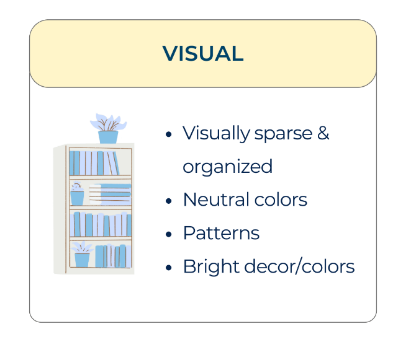 VISUAL
• Visually sparse &
organized
• Neutral colors
• Patterns
• Bright decor/colors